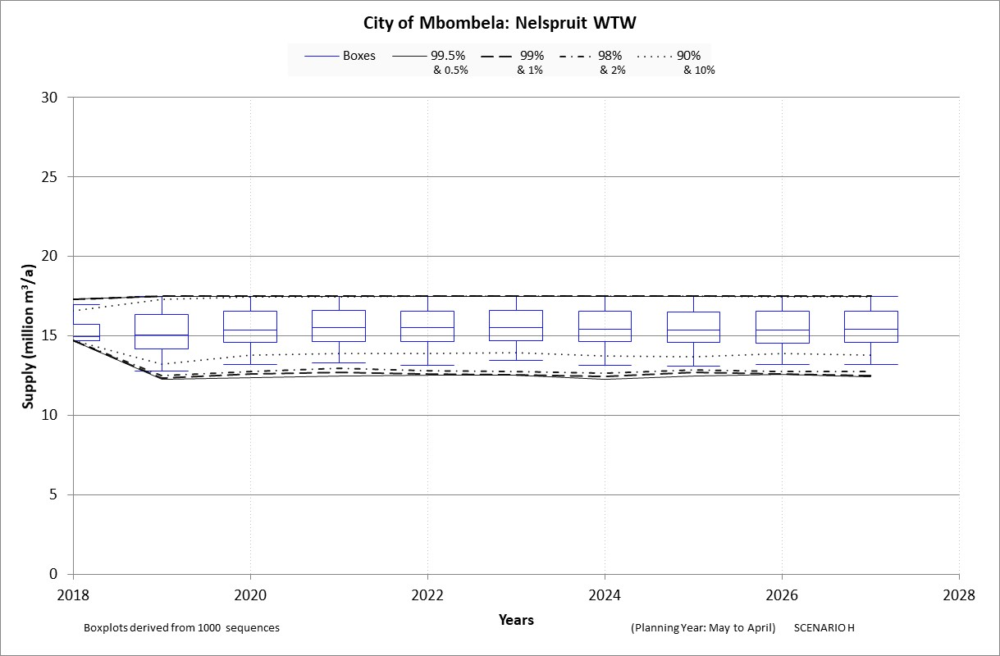 City of Mbombela: Nelspruit WTW
Boxes 99.5% 99% 98% 90%
& 0.5% & 1% & 2% & 10%
30
25
20
15
10
5
0
Supply (million m³/a)
2018 2020 2022 2024 2026 2028
Years
Boxplots derived from 1000 sequences (Planning Year: May to April) SCENARIO H